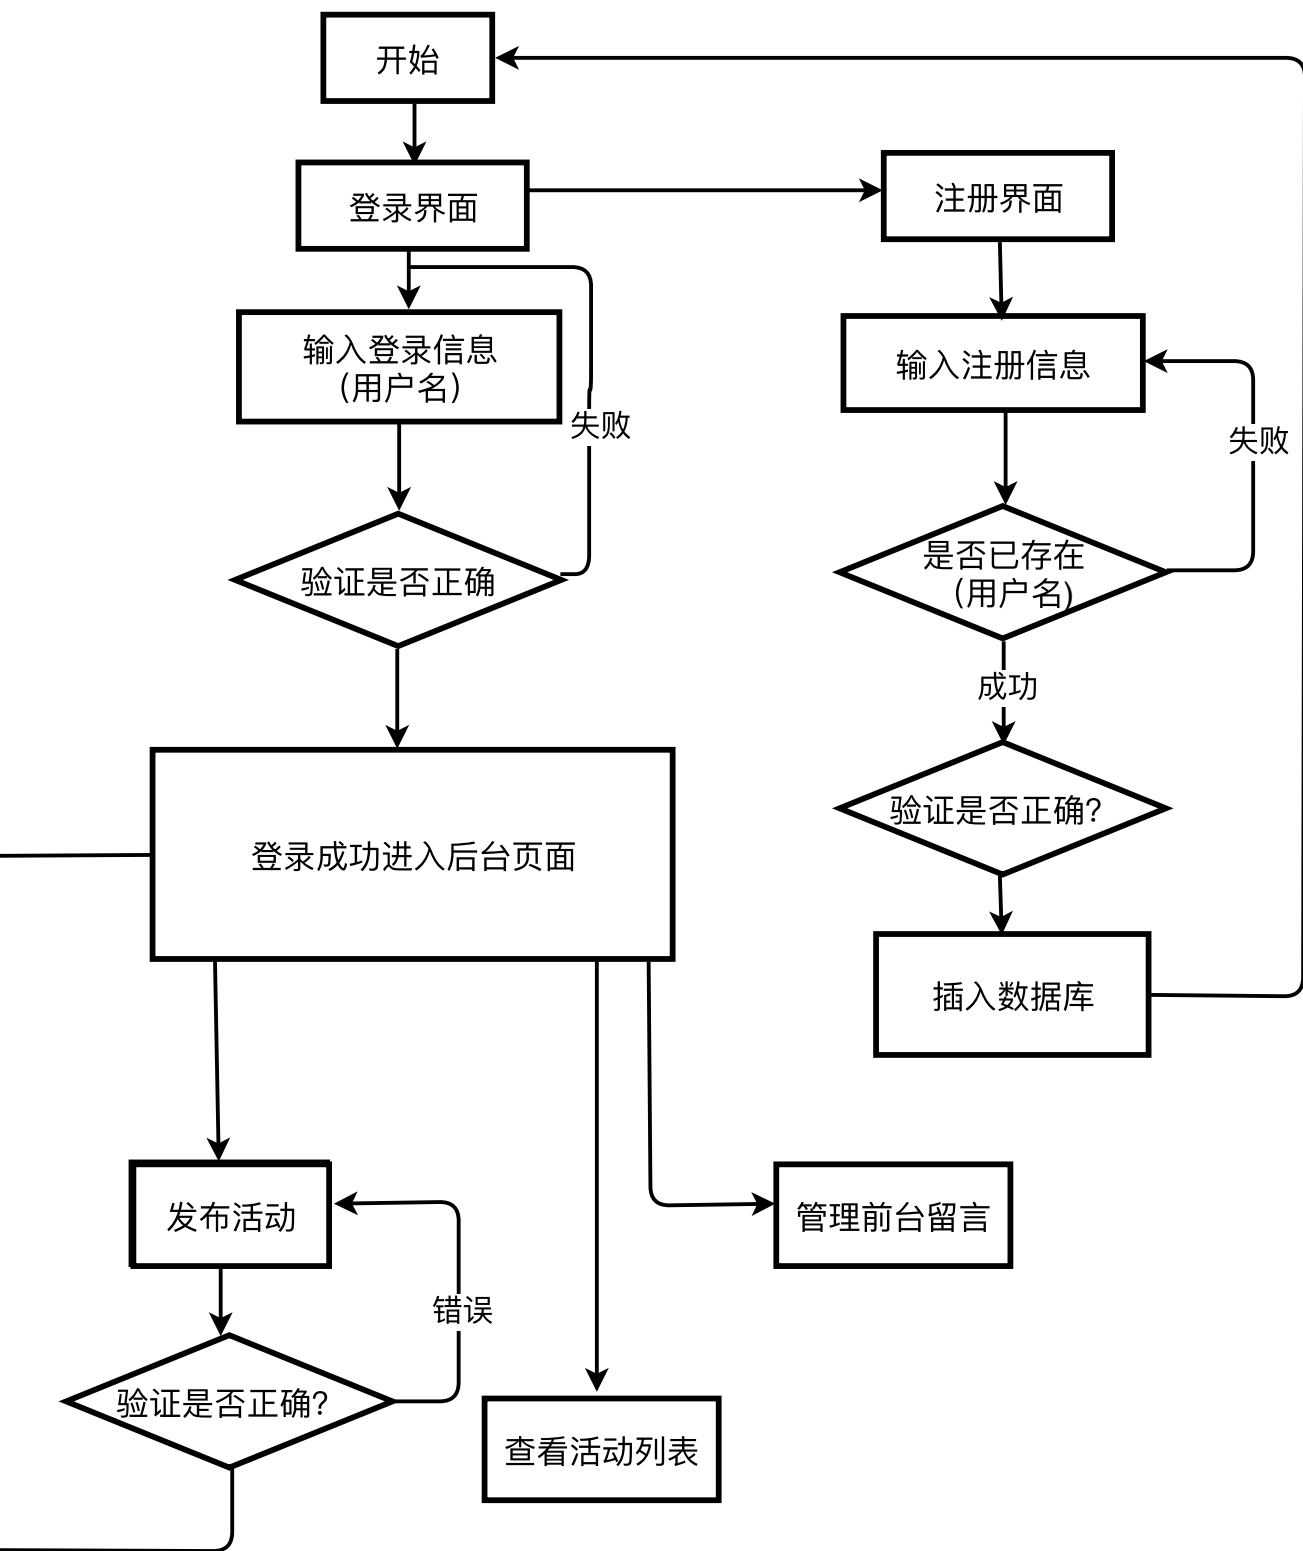 开始
登录界面
注册界面
输入登录信息
(用户名)
失败
输入注册信息
失败
验证是否正确
是否已存在
(用户名)
成功
验证是否正确?
登录成功进入后台页面
插入数据库
发布活动
管理前台留言
错误
验证是否正确?
查看活动列表